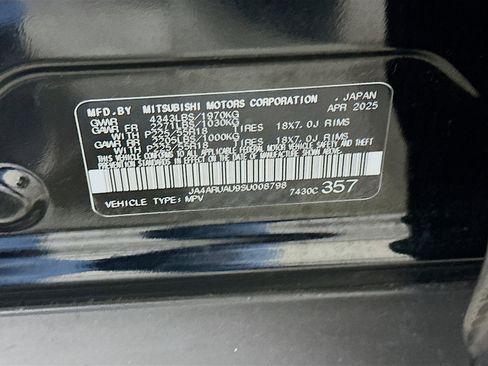 MFD.BY MITSUBISHI MOTORS CORPORATION , JAPAN
APR 2025
GVWR 4343LBS/1970KG
GAWR FR 2271LBS/1030KG
WITH P225/55R18 TIRES 18X7.0J RIMS
GAWR RR 2205LBS/1000KG
WITH P225/55R18 TIRES 18X7.0J RIMS
THIS VEHICLE CONFORMS TO ALL APPLICABLE FEDERAL MOTOR
VEHICLE SAFETY AND THEFT PREVENTION STANDARDS IN
EFFECT ON THE DATE OF MANUFACTURE SHOWN ABOVE.
JA4ARUAU9SU008798
VEHICLE TYPE: MPV 7430C 357